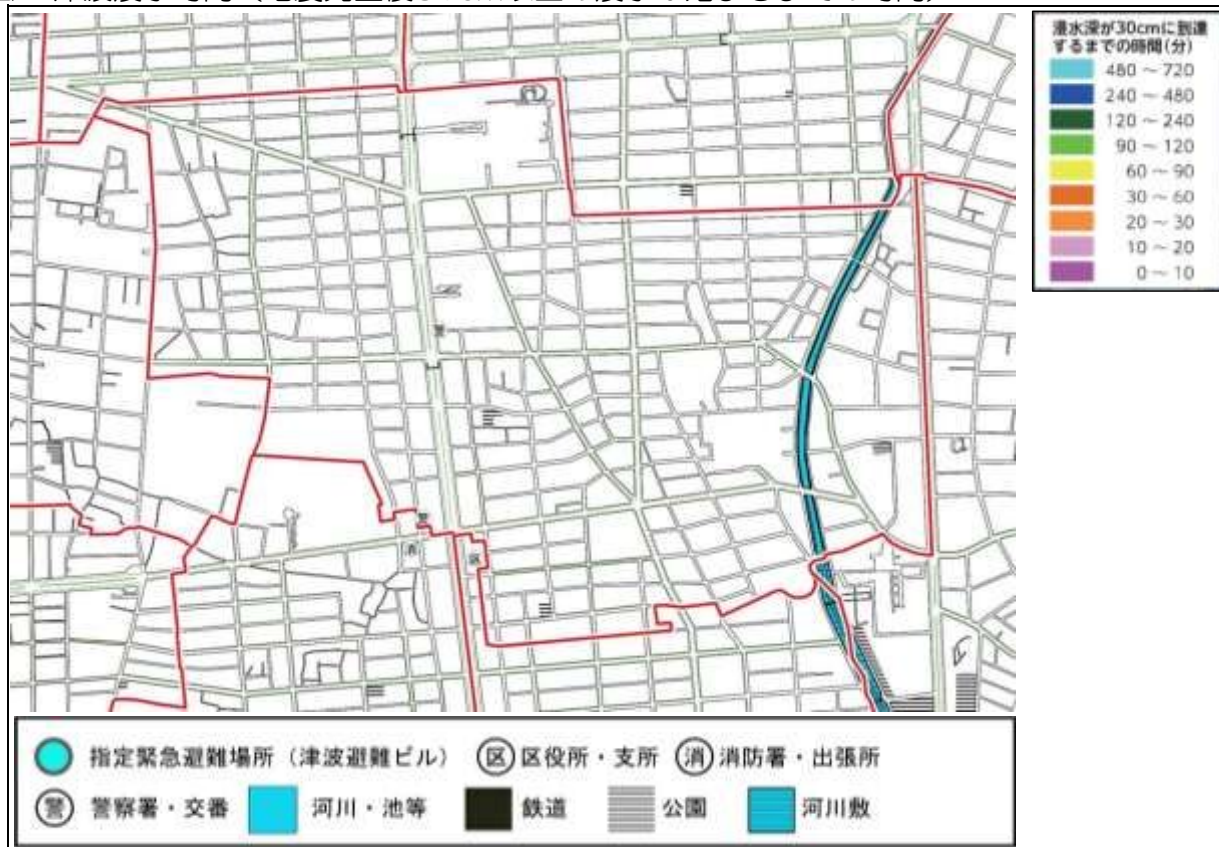 浸水深が30cmに到達
するまでの時間(分)
480 ～ 720
240 ～ 480
120 ～ 240
90 ～ 120
60 ～ 90
30 ～ 60
20 ～ 30
10 ～ 20
0 ～ 10
消
区
指定緊急避難場所（津波避難ビル） 区 区役所・支所 消 消防署・出張所
警 警察署・交番 河川・池等 鉄道 公園 河川敷